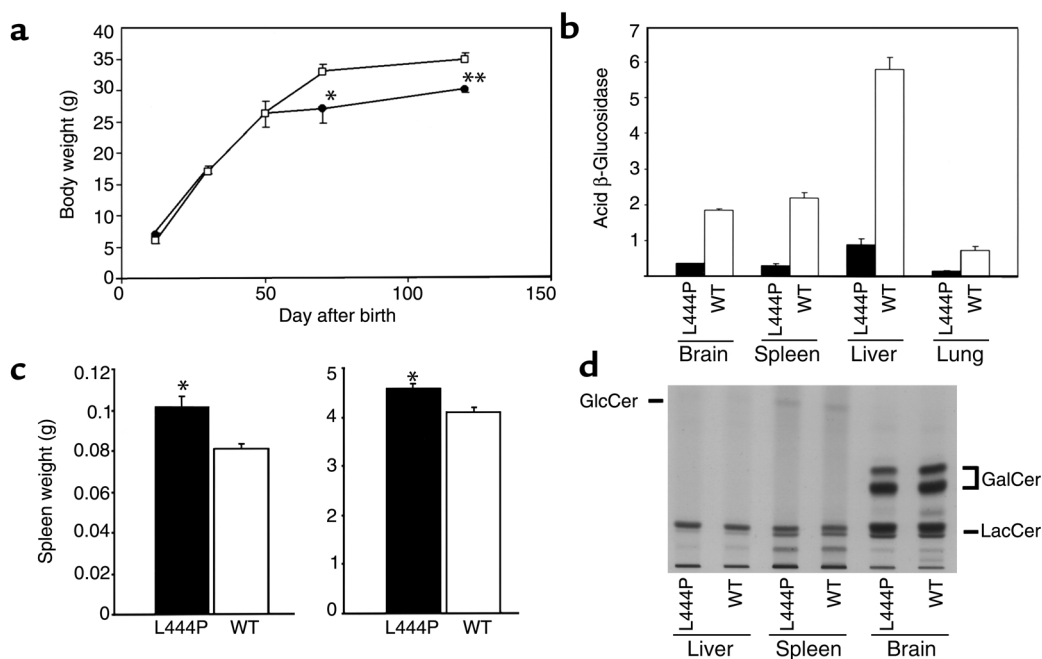 a
Body weight (g)
40
35
30
25
20
15
10
5
0
*
**
0
50
100
150
Day after birth
b
Acid β-Glucosidase
7
6
5
4
3
2
1
L444P
WT
L444P
WT
L444P
WT
L444P
WT
Brain
Spleen
Liver
Lung
c
Spleen weight (g)
0.12
0.1
0.08
0.06
0.04
0.02
0
*
L444P
WT
5
4
4
3
2
1
0
*
L444P
WT
d
GlcCer
GalCer
LacCer
L444P
WT
L444P
WT
L444P
WT
Liver
Spleen
Brain